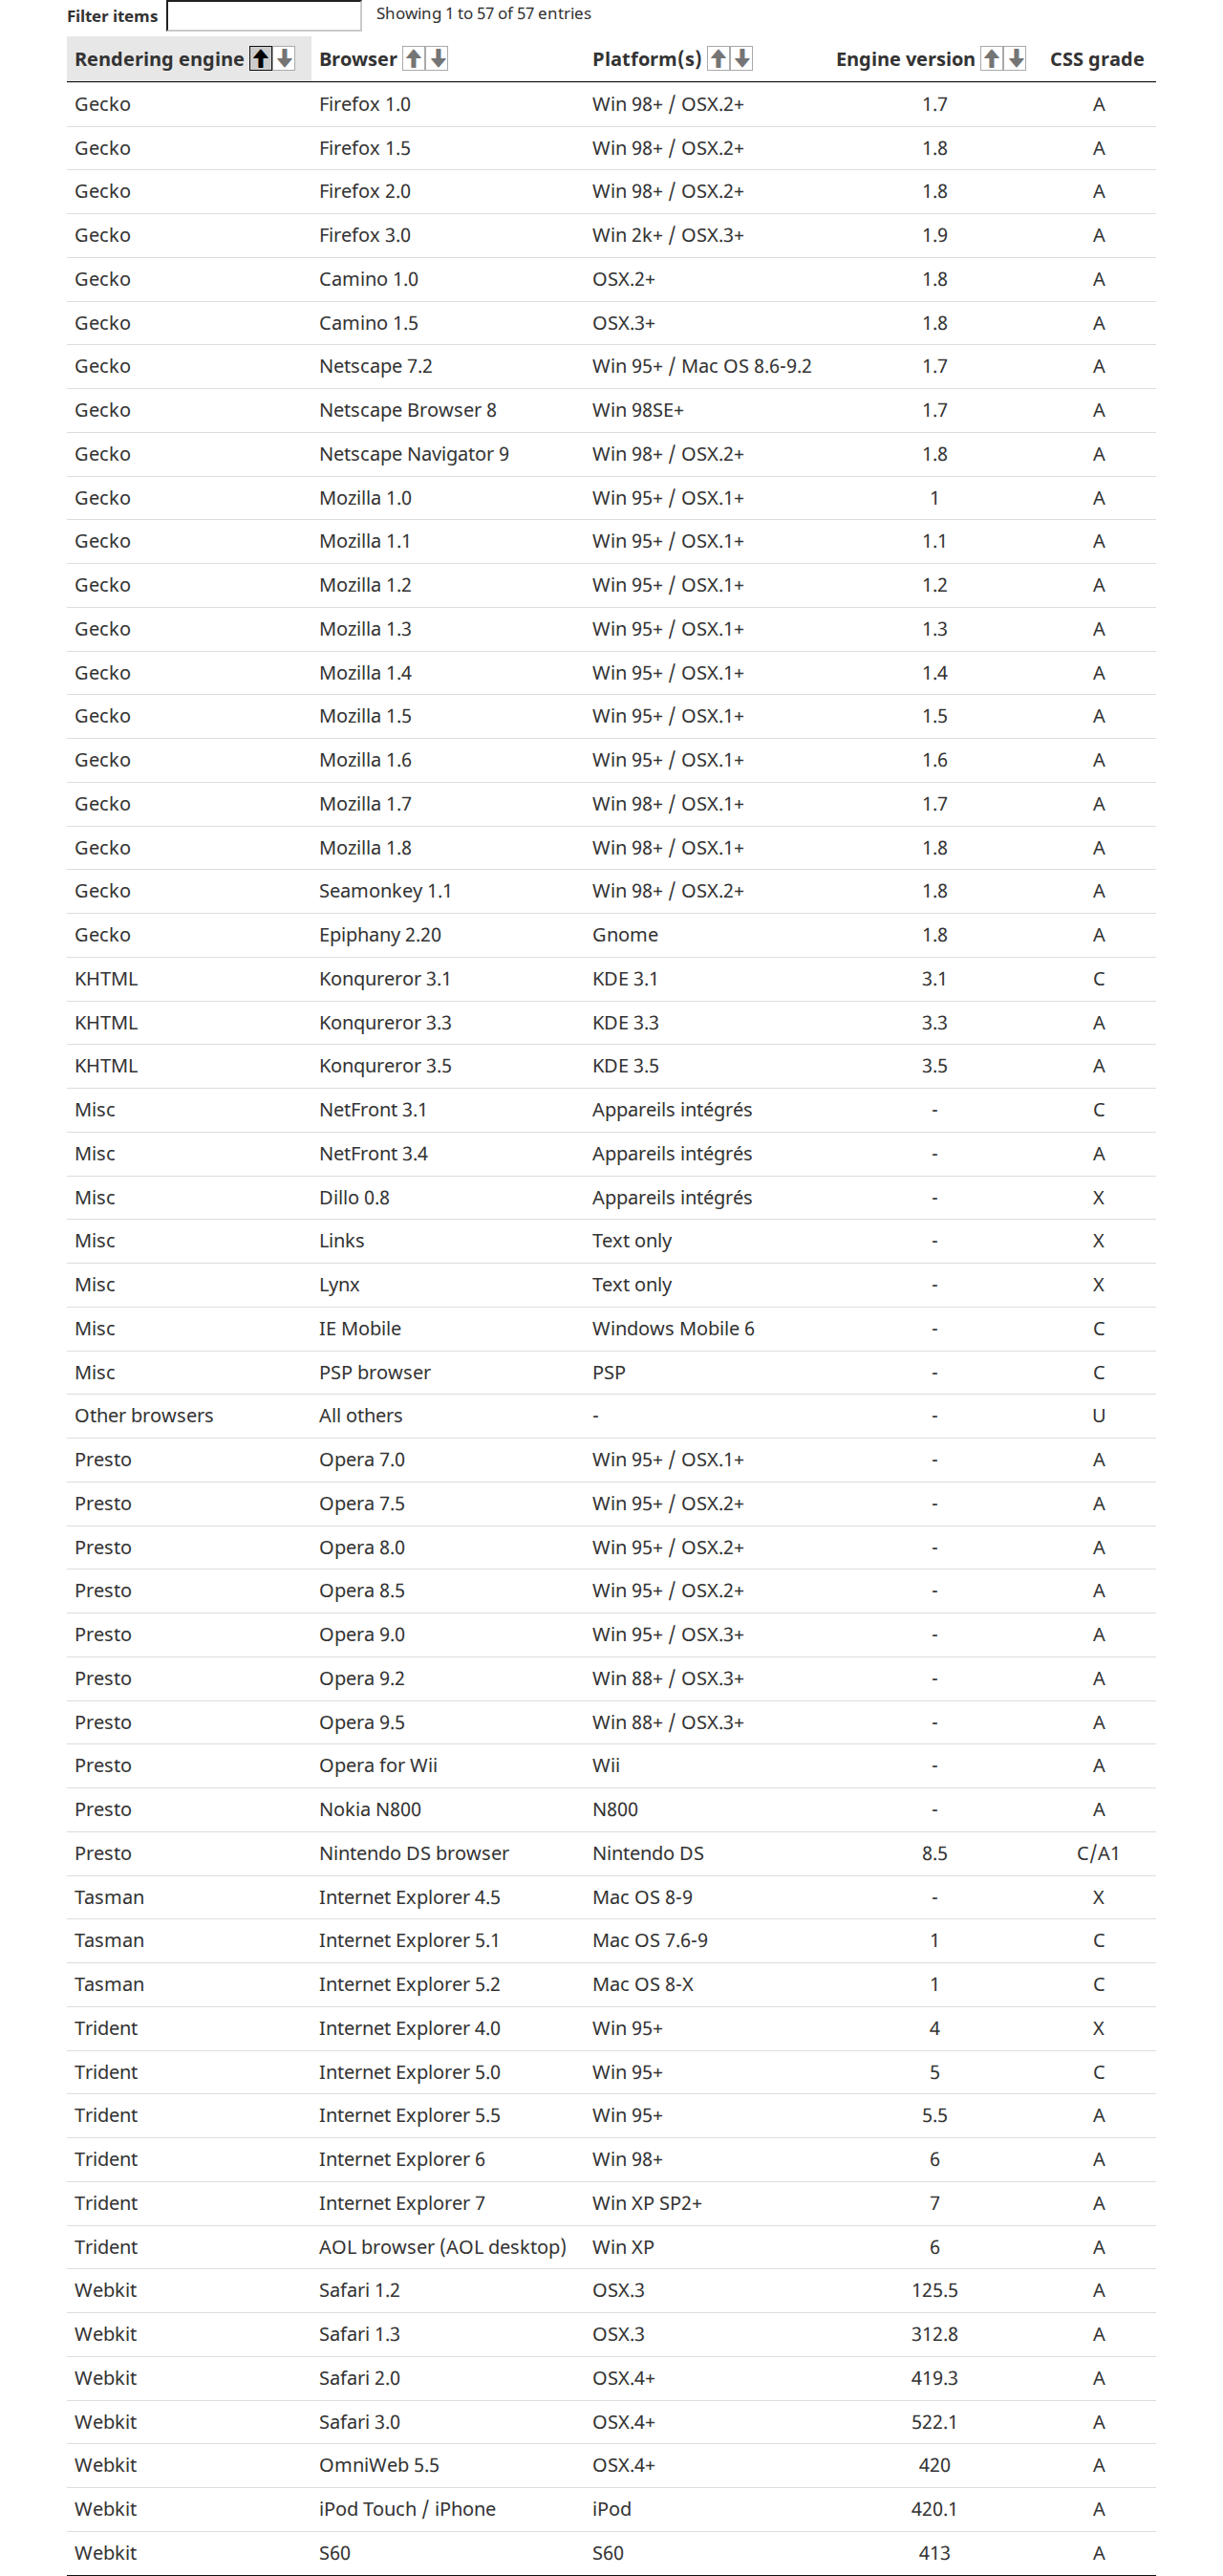 Filter items Showing 1 to 57 of 57 entries
Rendering engine Browser Platform(s) Engine version CSS grade
Gecko Firefox 1.0 Win 98+ / OSX.2+ 1.7 A
Gecko Firefox 1.5 Win 98+ / OSX.2+ 1.8 A
Gecko Firefox 2.0 Win 98+ / OSX.2+ 1.8 A
Gecko Firefox 3.0 Win 2k+ / OSX.3+ 1.9 A
Gecko Camino 1.0 OSX.2+ 1.8 A
Gecko Camino 1.5 OSX.3+ 1.8 A
Gecko Netscape 7.2 Win 95+ / Mac OS 8.6-9.2 1.7 A
Gecko Netscape Browser 8 Win 98SE+ 1.7 A
Gecko Netscape Navigator 9 Win 98+ / OSX.2+ 1.8 A
Gecko Mozilla 1.0 Win 95+ / OSX.1+ 1 A
Gecko Mozilla 1.1 Win 95+ / OSX.1+ 1.1 A
Gecko Mozilla 1.2 Win 95+ / OSX.1+ 1.2 A
Gecko Mozilla 1.3 Win 95+ / OSX.1+ 1.3 A
Gecko Mozilla 1.4 Win 95+ / OSX.1+ 1.4 A
Gecko Mozilla 1.5 Win 95+ / OSX.1+ 1.5 A
Gecko Mozilla 1.6 Win 95+ / OSX.1+ 1.6 A
Gecko Mozilla 1.7 Win 98+ / OSX.1+ 1.7 A
Gecko Mozilla 1.8 Win 98+ / OSX.1+ 1.8 A
Gecko Seamonkey 1.1 Win 98+ / OSX.2+ 1.8 A
Gecko Epiphany 2.20 Gnome 1.8 A
KHTML Konqureror 3.1 KDE 3.1 3.1 C
KHTML Konqureror 3.3 KDE 3.3 3.3 A
KHTML Konqureror 3.5 KDE 3.5 3.5 A
Misc NetFront 3.1 Appareils intégrés - C
Misc NetFront 3.4 Appareils intégrés - A
Misc Dillo 0.8 Appareils intégrés - X
Misc Links Text only - X
Misc Lynx Text only - X
Misc IE Mobile Windows Mobile 6 - C
Misc PSP browser PSP - C
Other browsers All others - - U
Presto Opera 7.0 Win 95+ / OSX.1+ - A
Presto Opera 7.5 Win 95+ / OSX.2+ - A
Presto Opera 8.0 Win 95+ / OSX.2+ - A
Presto Opera 8.5 Win 95+ / OSX.2+ - A
Presto Opera 9.0 Win 95+ / OSX.3+ - A
Presto Opera 9.2 Win 88+ / OSX.3+ - A
Presto Opera 9.5 Win 88+ / OSX.3+ - A
Presto Opera for Wii Wii - A
Presto Nokia N800 N800 - A
Presto Nintendo DS browser Nintendo DS 8.5 C/A1
Tasman Internet Explorer 4.5 Mac OS 8-9 - X
Tasman Internet Explorer 5.1 Mac OS 7.6-9 1 C
Tasman Internet Explorer 5.2 Mac OS 8-X 1 C
Trident Internet Explorer 4.0 Win 95+ 4 X
Trident Internet Explorer 5.0 Win 95+ 5 C
Trident Internet Explorer 5.5 Win 95+ 5.5 A
Trident Internet Explorer 6 Win 98+ 6 A
Trident Internet Explorer 7 Win XP SP2+ 7 A
Trident AOL browser (AOL desktop) Win XP 6 A
Webkit Safari 1.2 OSX.3 125.5 A
Webkit Safari 1.3 OSX.3 312.8 A
Webkit Safari 2.0 OSX.4+ 419.3 A
Webkit Safari 3.0 OSX.4+ 522.1 A
Webkit OmniWeb 5.5 OSX.4+ 420 A
Webkit iPod Touch / iPhone iPod 420.1 A
Webkit S60 S60 413 A